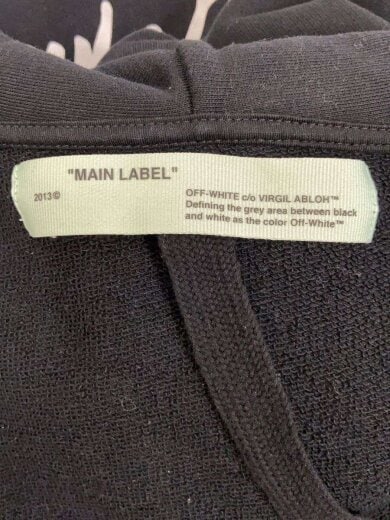 "MAIN LABEL"
2013©
OFF-WHITE c/o VIRGIL ABLOH™
Defining the grey area between black
and white as the color Off-White™